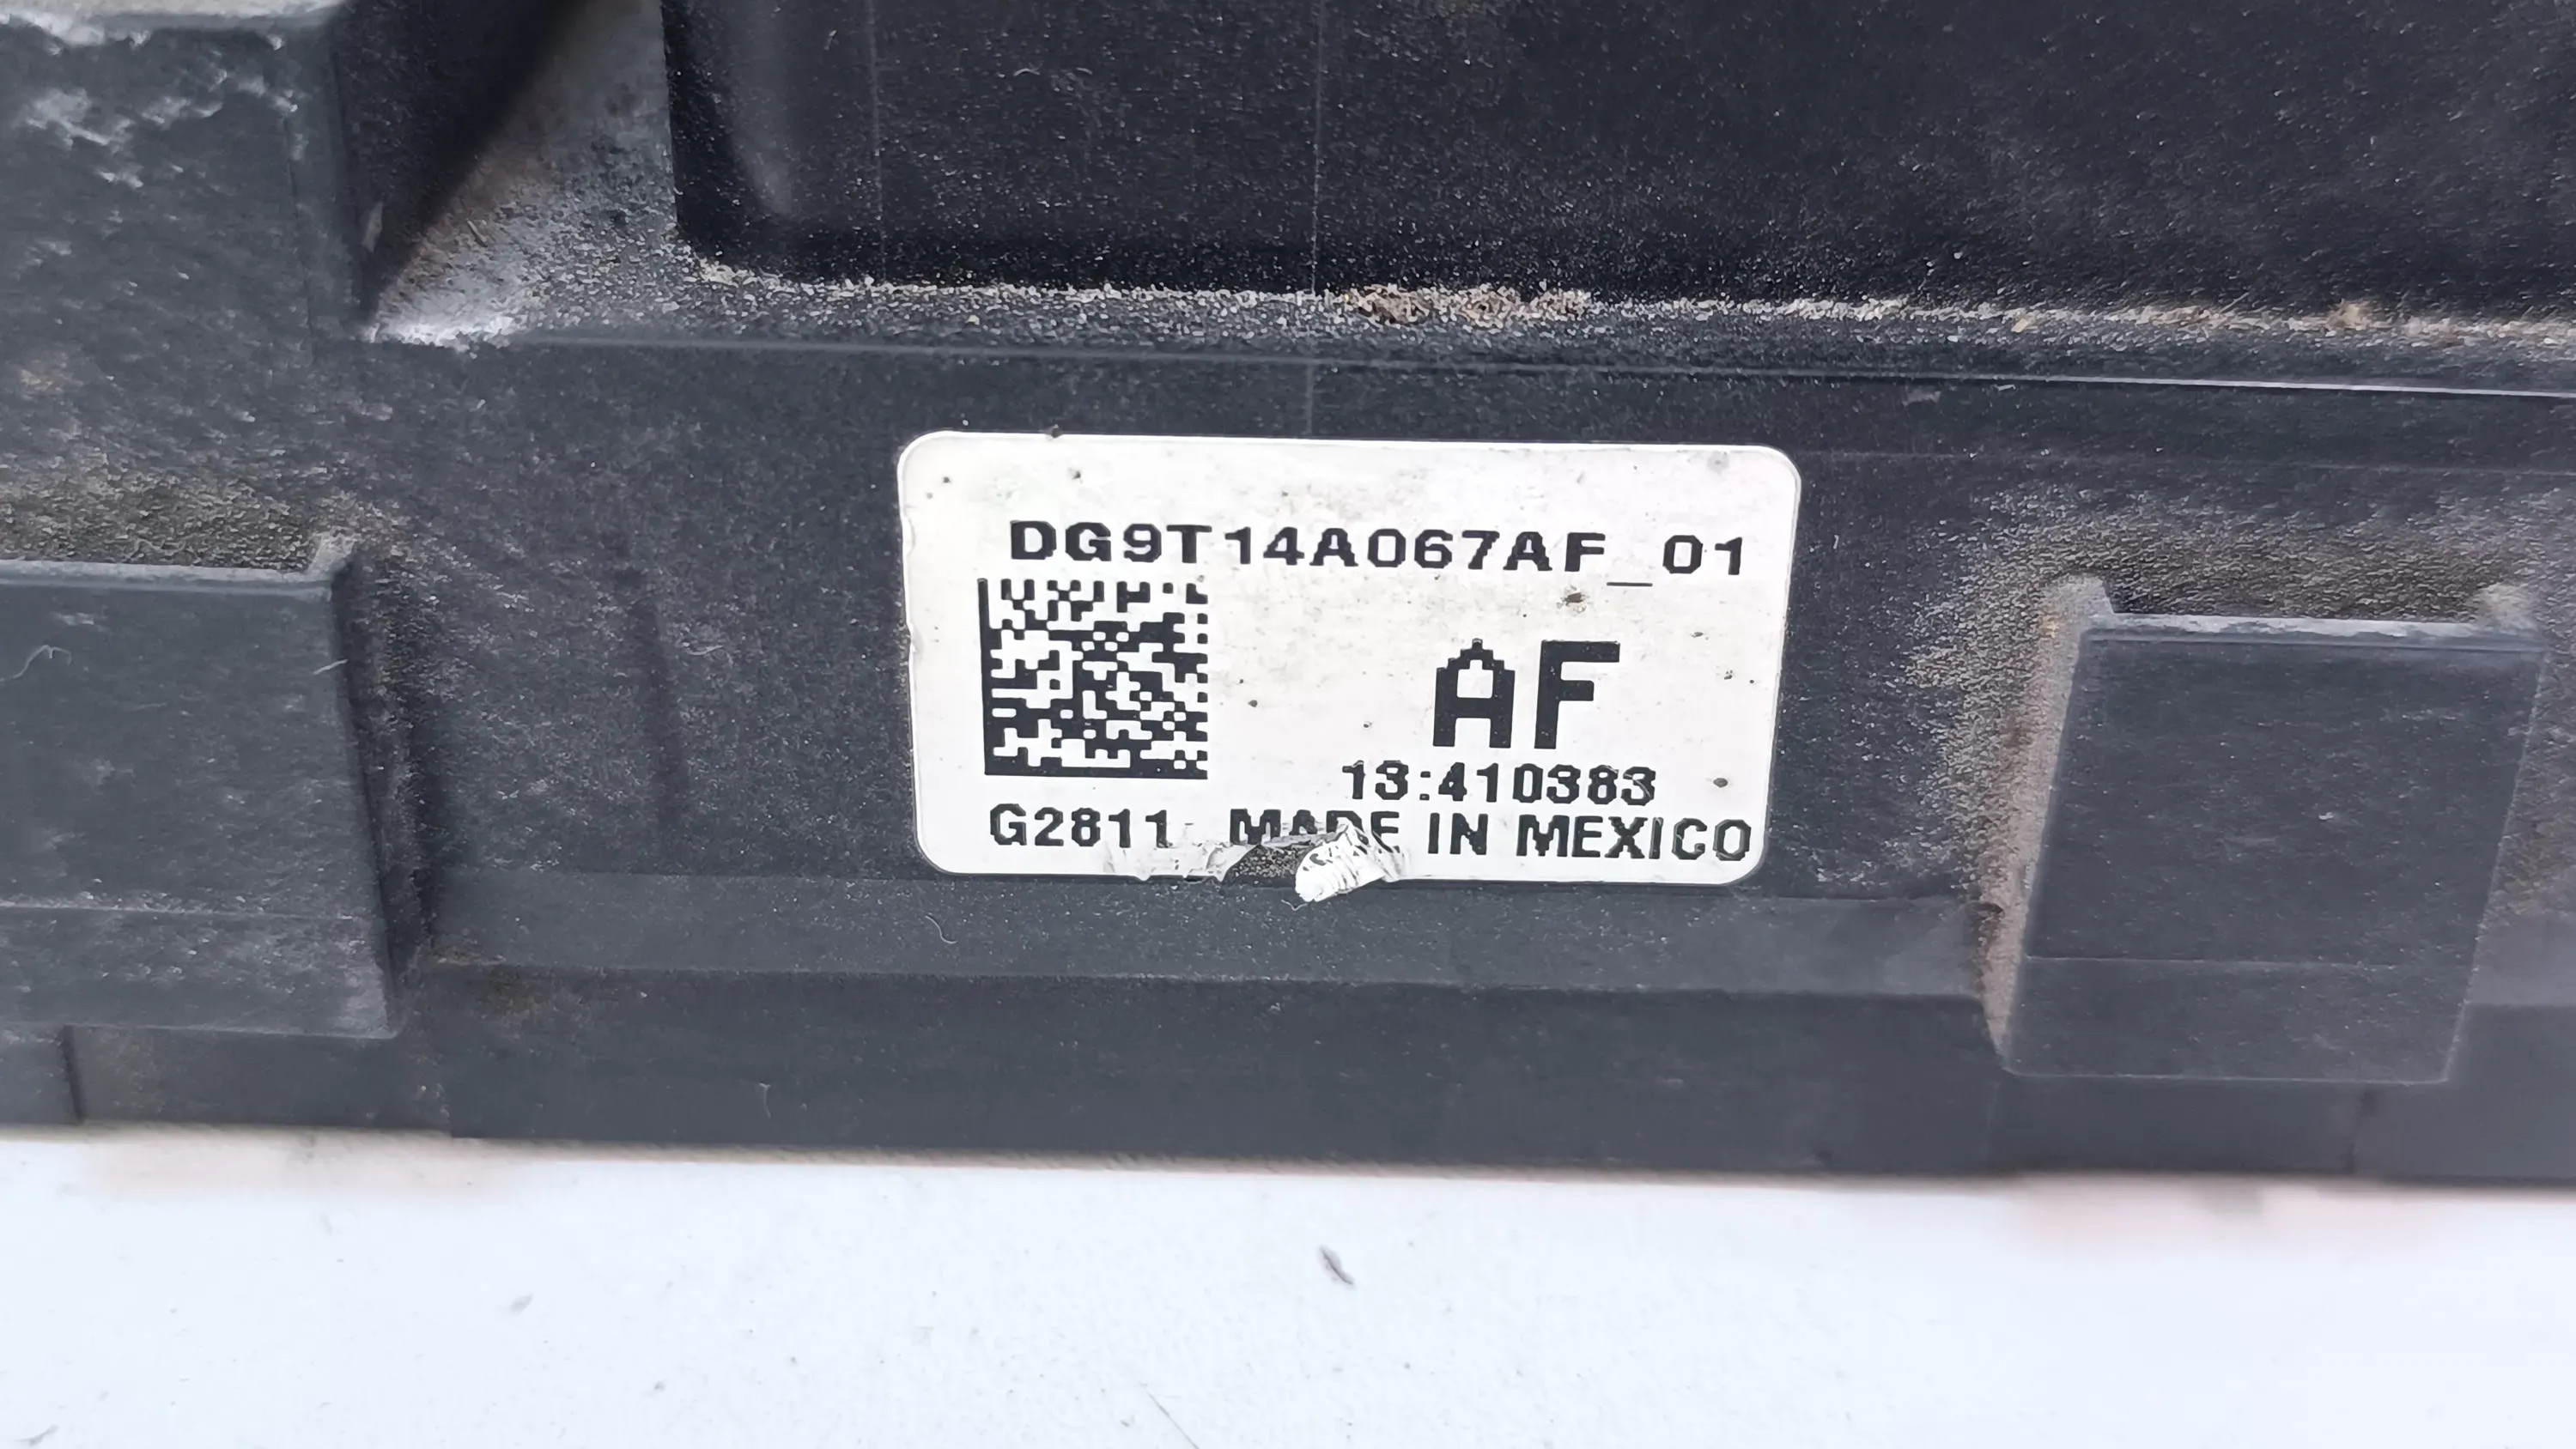 DG9T14A067AF_01
AF
13:410383
G2811 MADE IN MEXICO